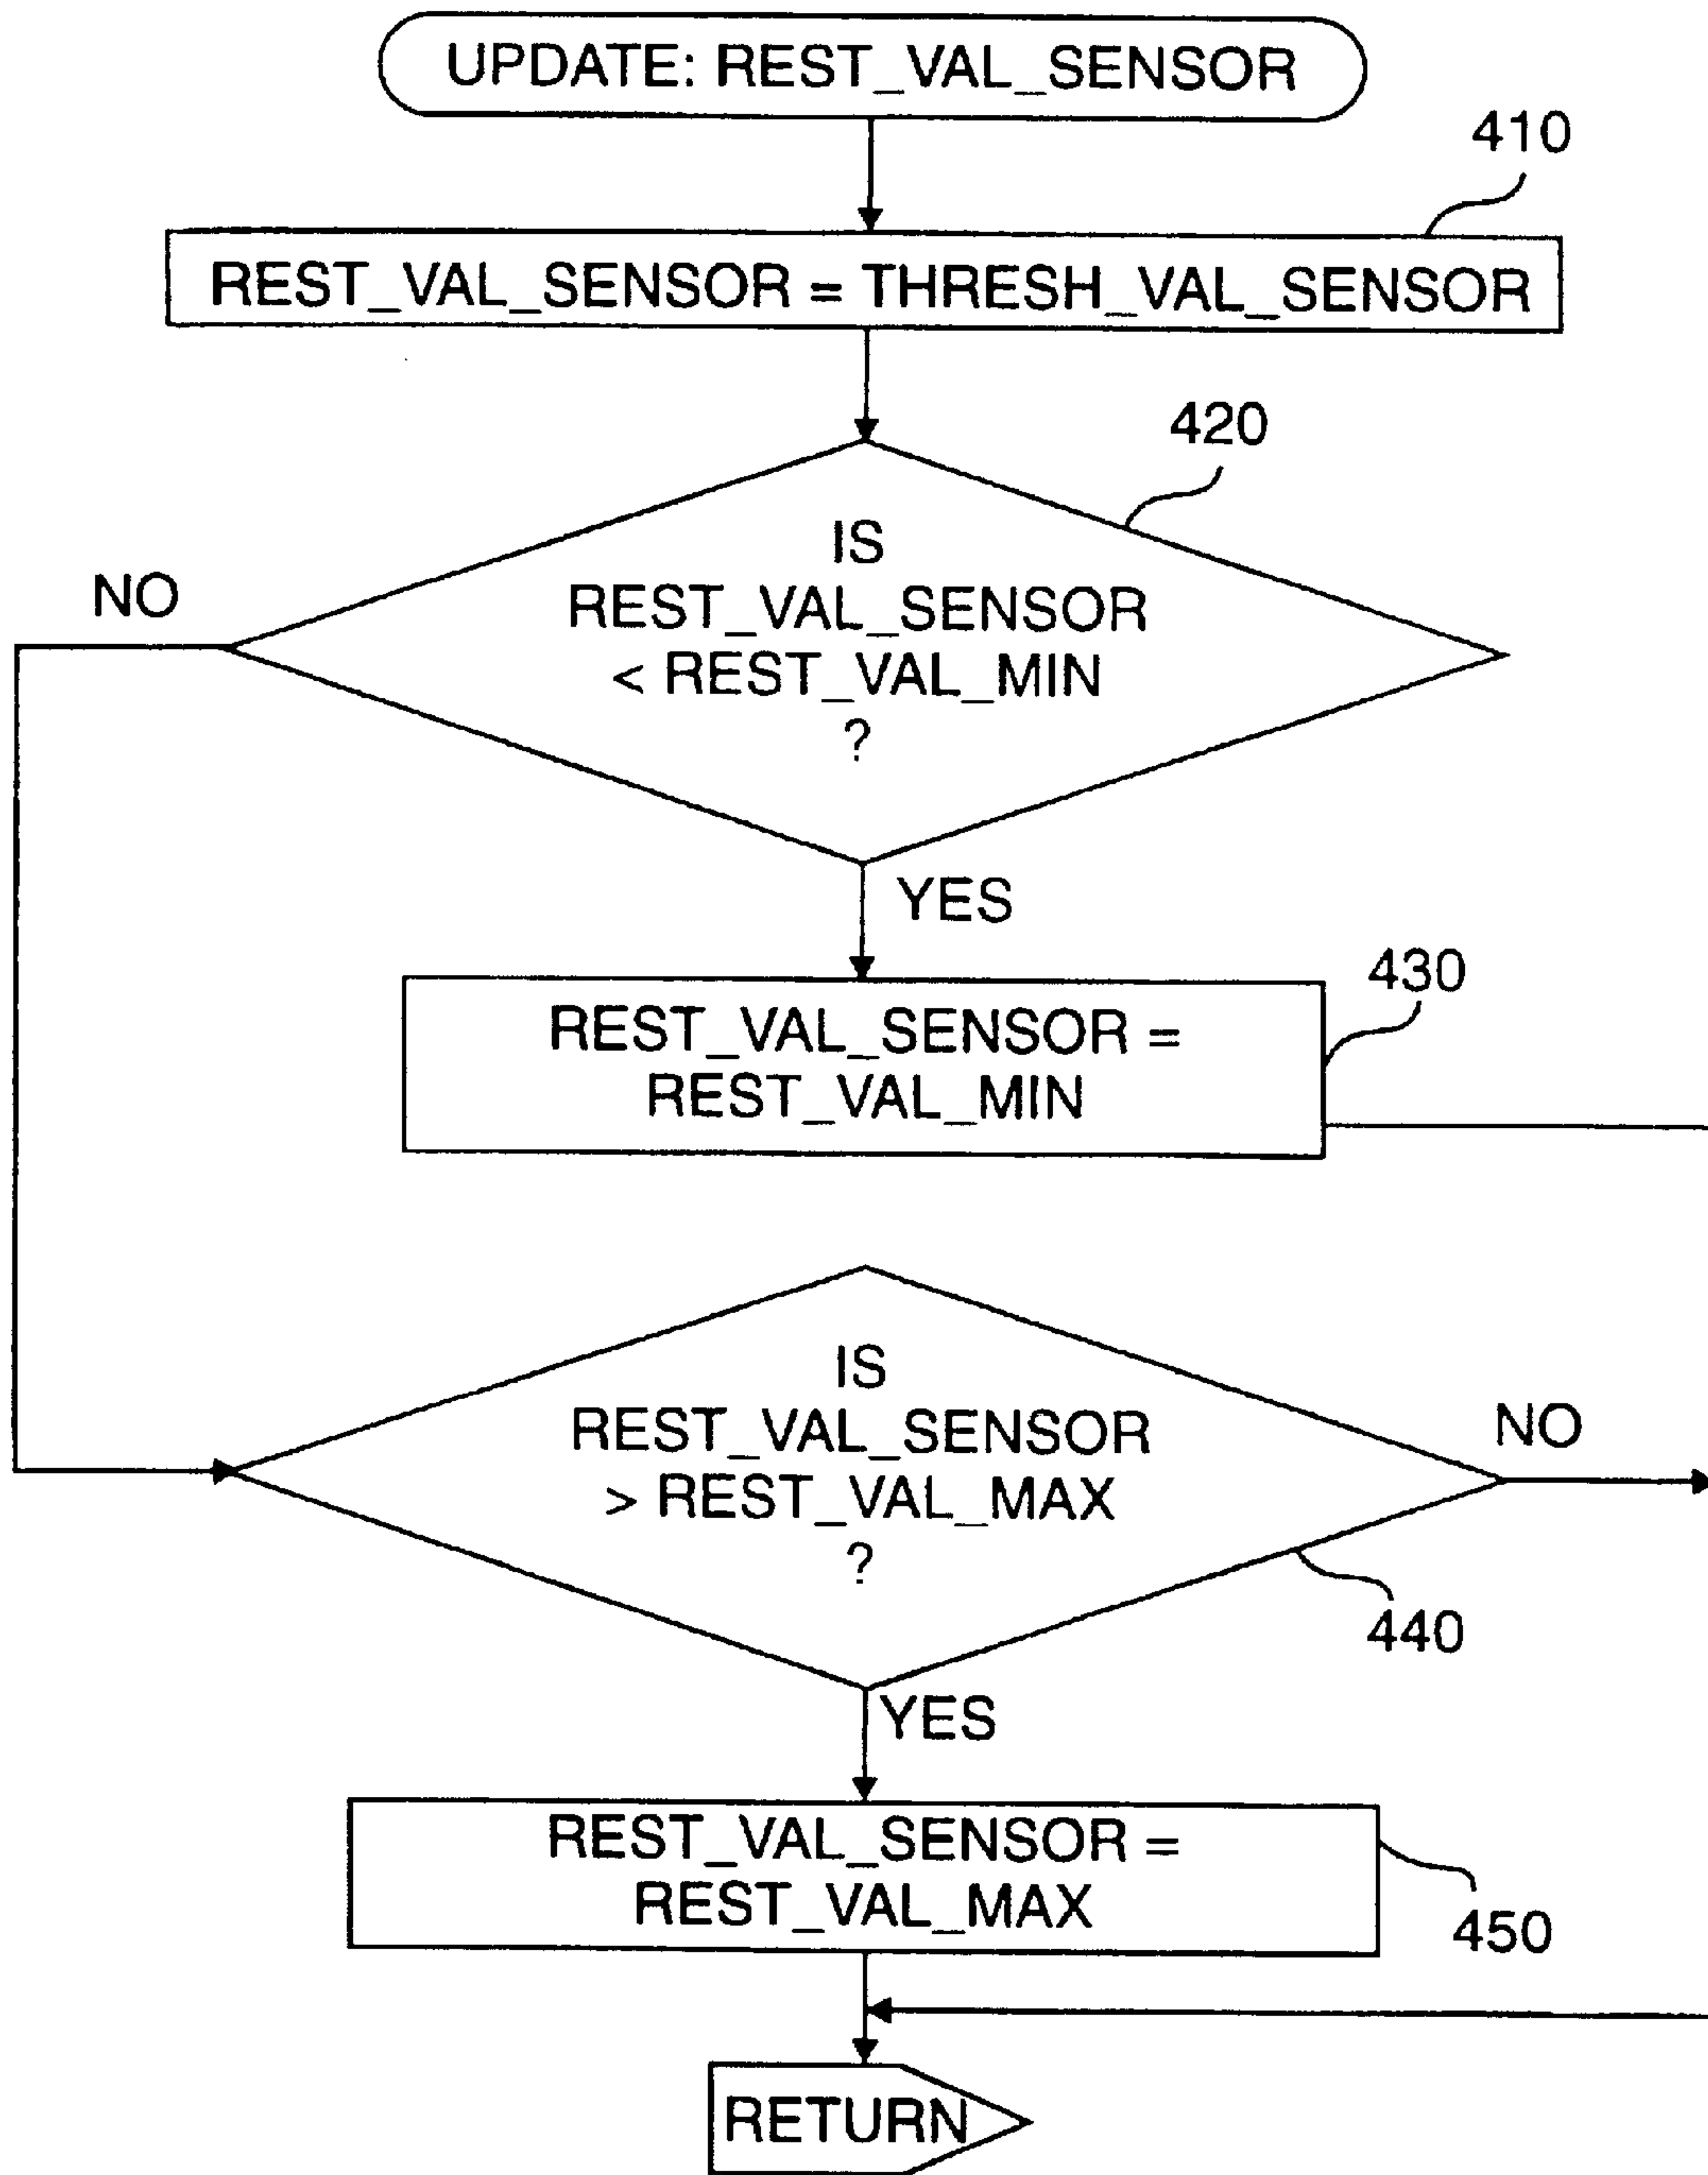 UPDATE: REST_VAL_SENSOR
410
REST_VAL_SENSOR = THRESH_VAL_SENSOR
420
IS
NO
REST_VAL_SENSOR
< REST_VAL_MIN
?
YES
430
REST_VAL_SENSOR =
REST_VAL_MIN
IS
REST_VAL_SENSOR
NO
> REST_VAL_MAX
?
440
YES
REST_VAL_SENSOR =
REST_VAL_MAX
450
RETURN